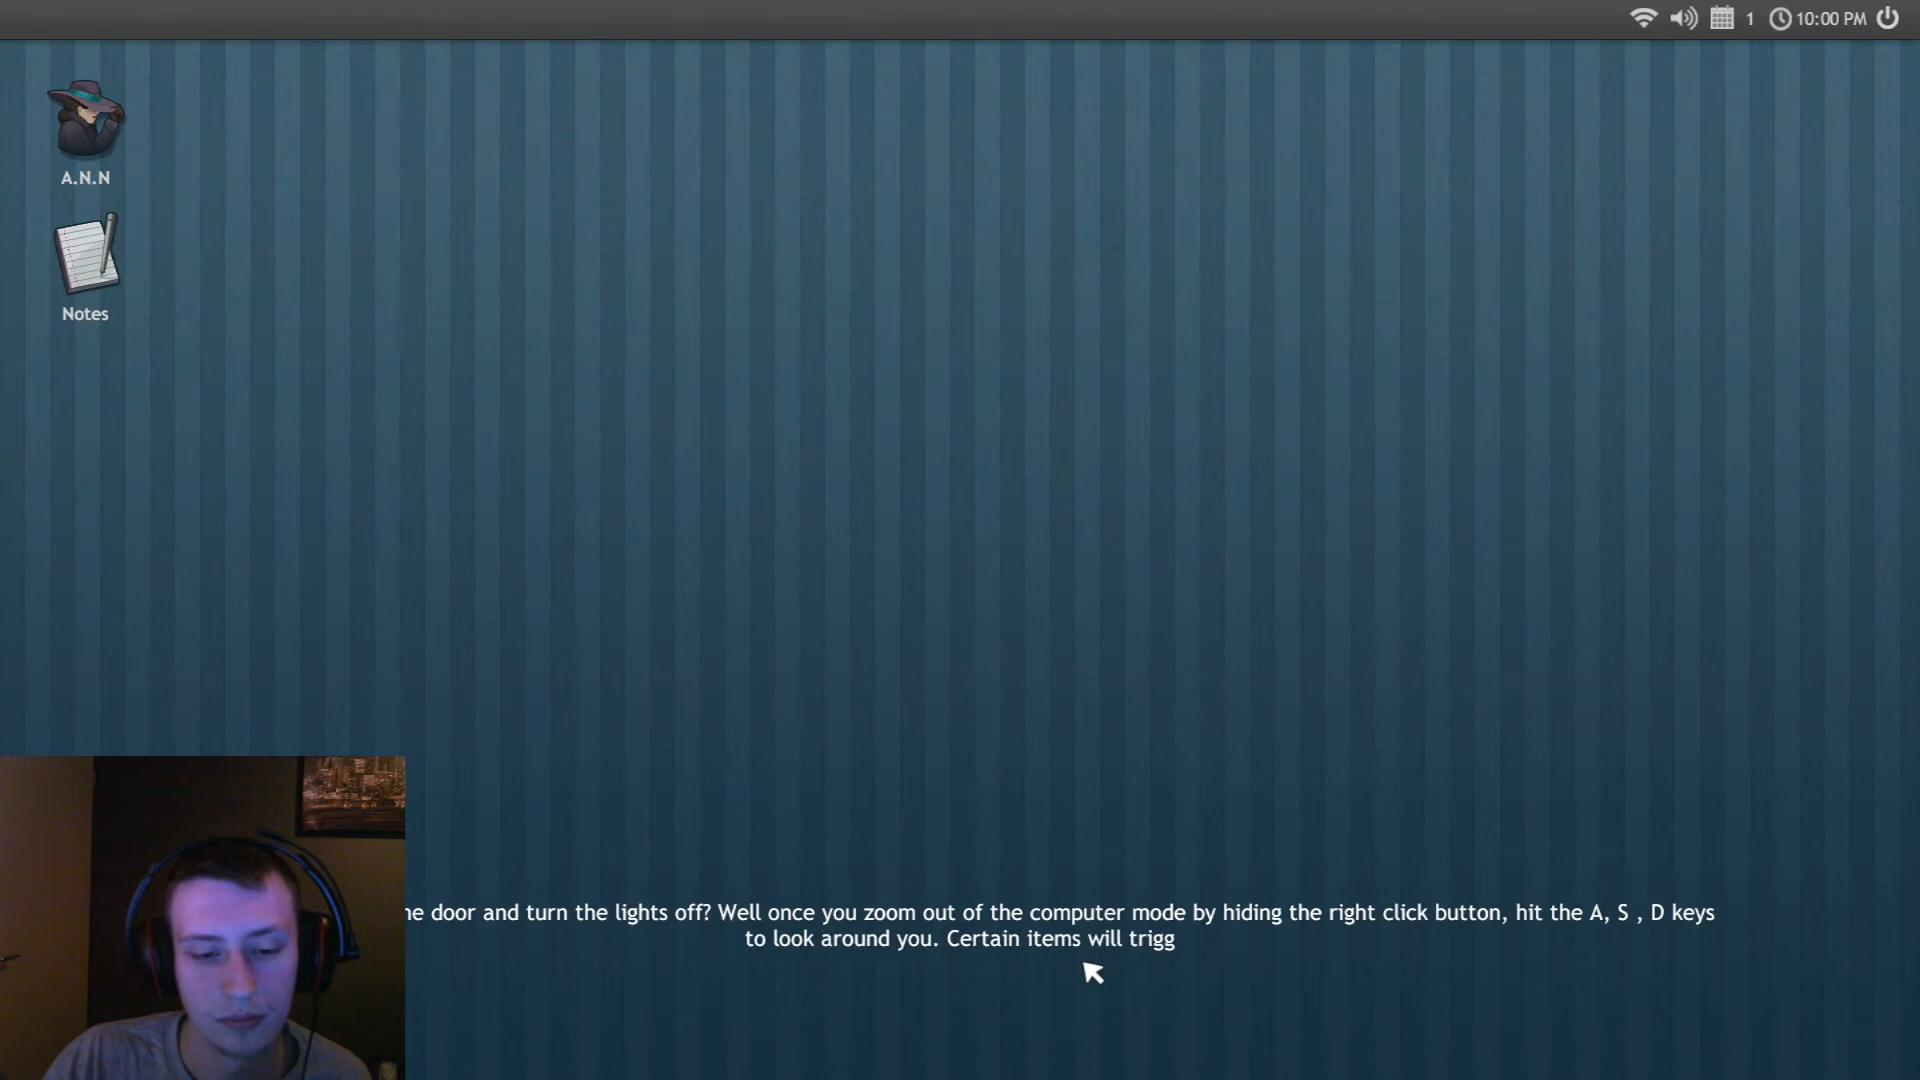 1 10:00 PM
A.N.N
Notes
door and turn the lights off? Well once you zoom out of the computer mode by hiding the right click button, hit the A, S , D keys
to look around you. Certain items will trigg